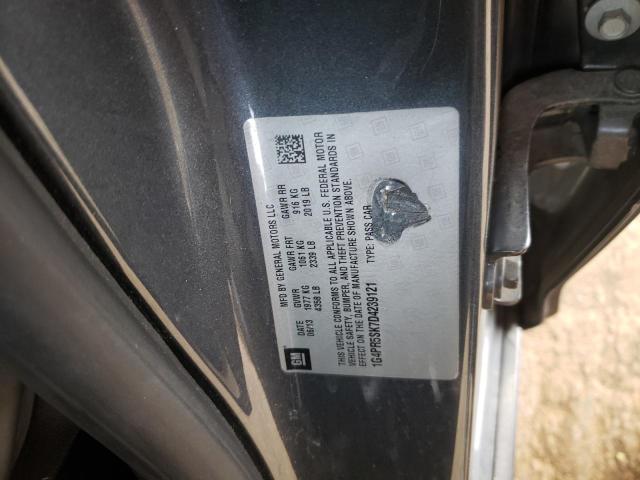 MFD BY GENERAL MOTORS LLC
DATE GVWR GAWR FRT GAWR RR
06/13 1977 KG 1061 KG 916 KG
4358 LB 2339 LB 2019 LB
GM
THIS VEHICLE CONFORMS TO ALL APPLICABLE U.S. FEDERAL MOTOR
VEHICLE SAFETY, BUMPER, AND THEFT PREVENTION STANDARDS IN
EFFECT ON THE DATE OF MANUFACTURE SHOWN ABOVE.
1G4PR5SK7D4239121 TYPE: PASS CAR